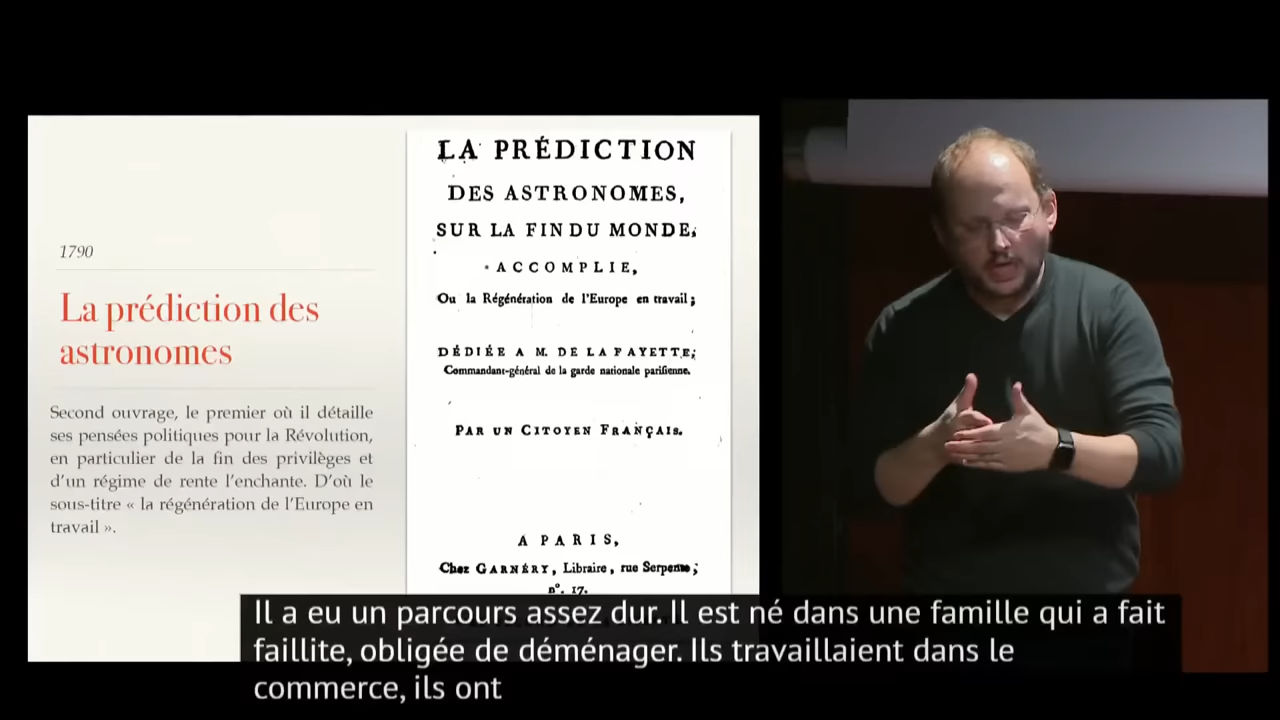 1790
La prédiction des
astronomes
Second ouvrage, le premier où il détaille
ses pensées politiques pour la Révolution,
en particulier de la fin des privilèges et
d'un régime de rente l'enchante. D'où le
sous-titre « la régénération de l'Europe en
travail ».
LA PRÉDICTION
DES ASTRONOMES,
SUR LA FIN DU MONDE,
ACCOMPLIE,
Ou la Régénération de l'Europe en travail ;
DÉDIÉE A M. DE LA FAYETTE,
Commandant-général de la garde nationale parisienne.
PAR UN CITOYEN FRANÇAIS.
A PARIS,
Chez GARNÉRY, Libraire, rue Serpente ;
n°. 17.
Il a eu un parcours assez dur. Il est né dans une famille qui a fait
faillite, obligée de déménager. Ils travaillaient dans le
commerce, ils ont